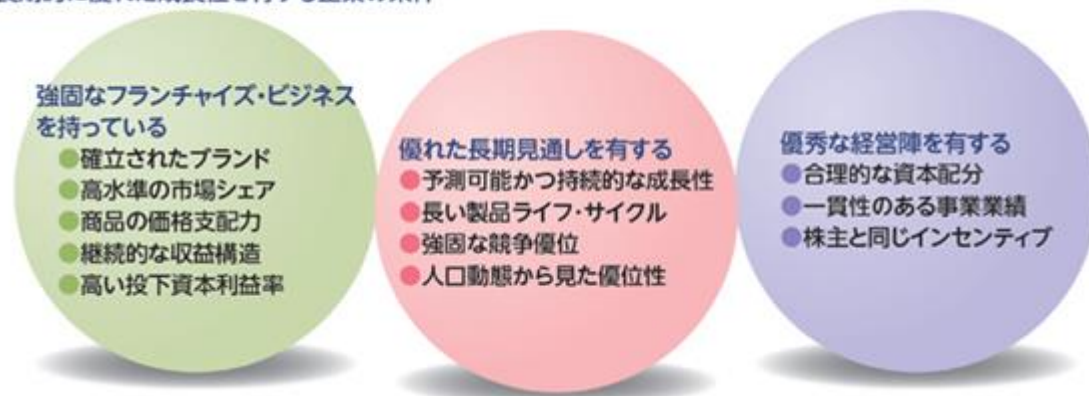 強固なフランチャイズ・ビジネス
を持っている
●確立されたブランド
●高水準の市場シェア
●商品の価格支配力
●継続的な収益構造
●高い投下資本利益率
優れた長期見通しを有する
●予測可能かつ持続的な成長性
●長い製品ライフ・サイクル
●強固な競争優位
●人口動態から見た優位性
優秀な経営陣を有する
●合理的な資本配分
●一貫性のある事業業績
●株主と同じインセンティブ